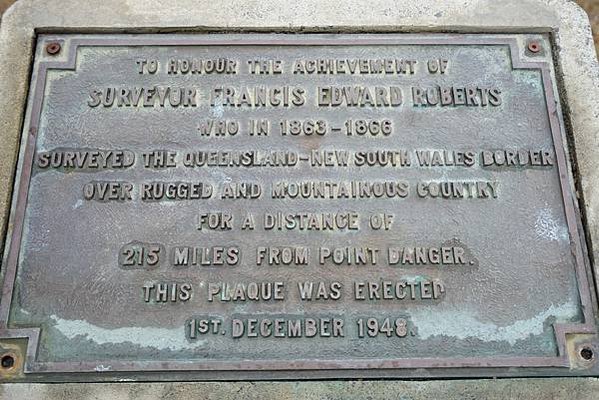 TO HONOUR THE ACHIEVEMENT OF
SURVEYOR FRANCIS EDWARD ROBERTS
WHO IN 1863-1866
SURVEYED THE QUEENSLAND-NEW SOUTH WALES BORDER
OVER RUGGED AND MOUNTAINOUS COUNTRY
FOR A DISTANCE OF
215 MILES FROM POINT DANGER.
THIS PLAQUE WAS ERECTED
1ST. DECEMBER 1948.